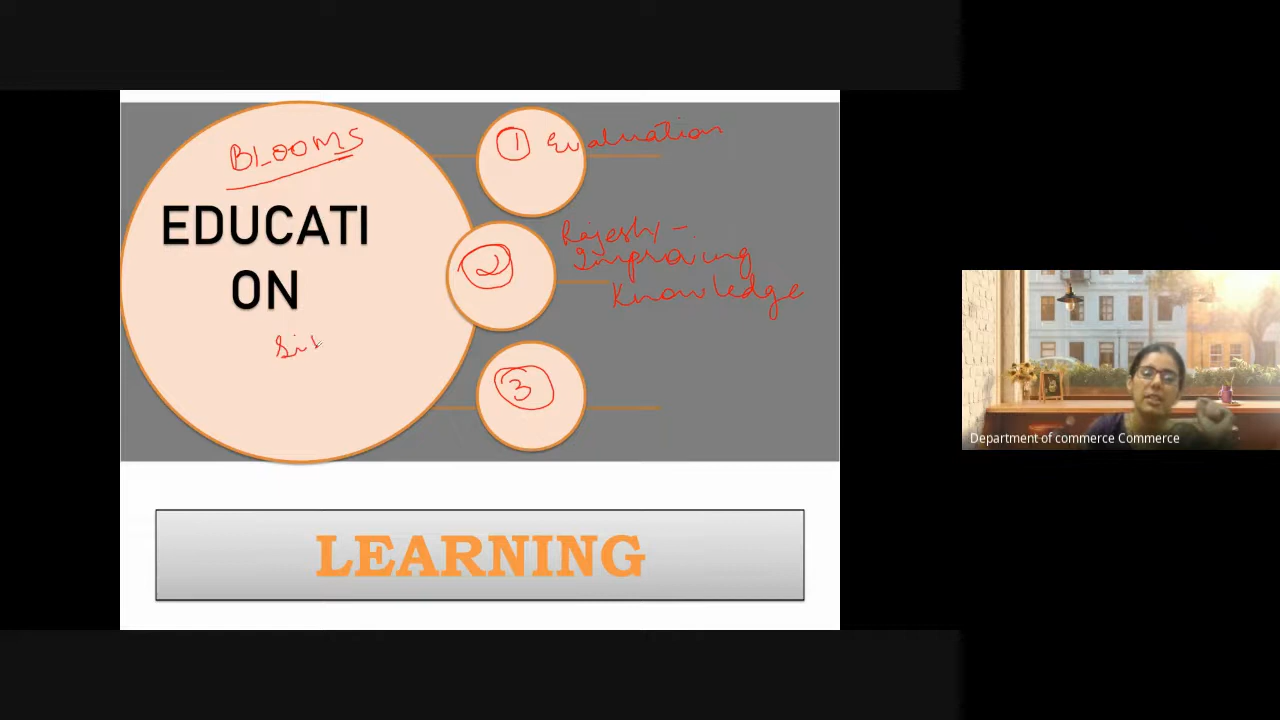 BLOOMS
EDUCATI
ON
1 Evaluation
2
Rajesh -
Improving
Knowledge
3
LEARNING
Department of commerce Commerce